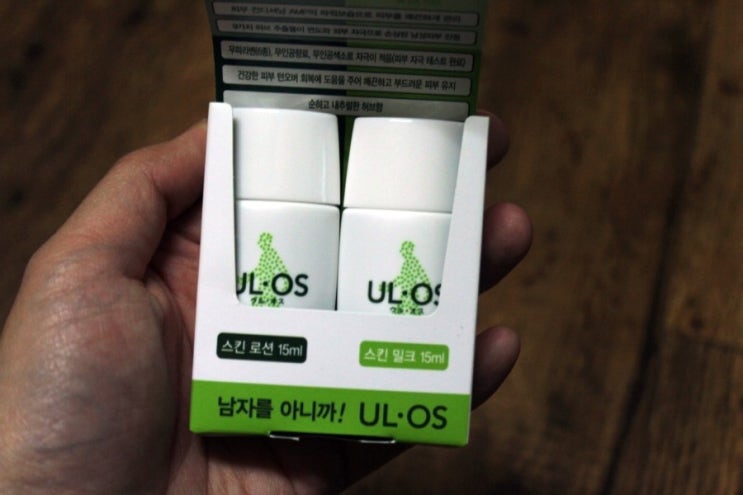 무파라벤(6종), 무인공향료, 무인공색소로 자극이 적음(피부 자극 테스트 완료)
건강한 피부 턴오버 회복에 도움을 주어 매끈하고 부드러운 피부 유지
순하고 내추럴한 허브향
UL·OS
ウル・オス
UL·OS
ウル・オス
스킨 로션 15ml
스킨 밀크 15ml
남자를 아니까! UL·OS